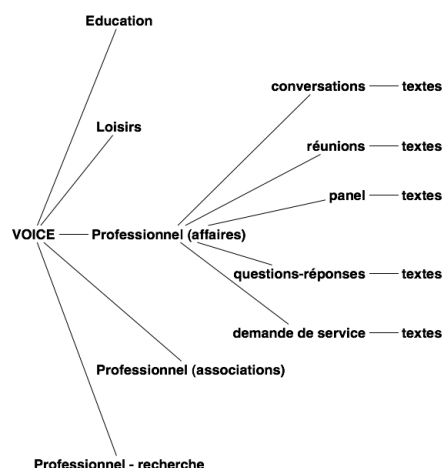 Education
conversations textes
Loisirs
réunions textes
panel textes
VOICE Professionnel (affaires)
questions-réponses textes
demande de service textes
Professionnel (associations)
Professionnel - recherche